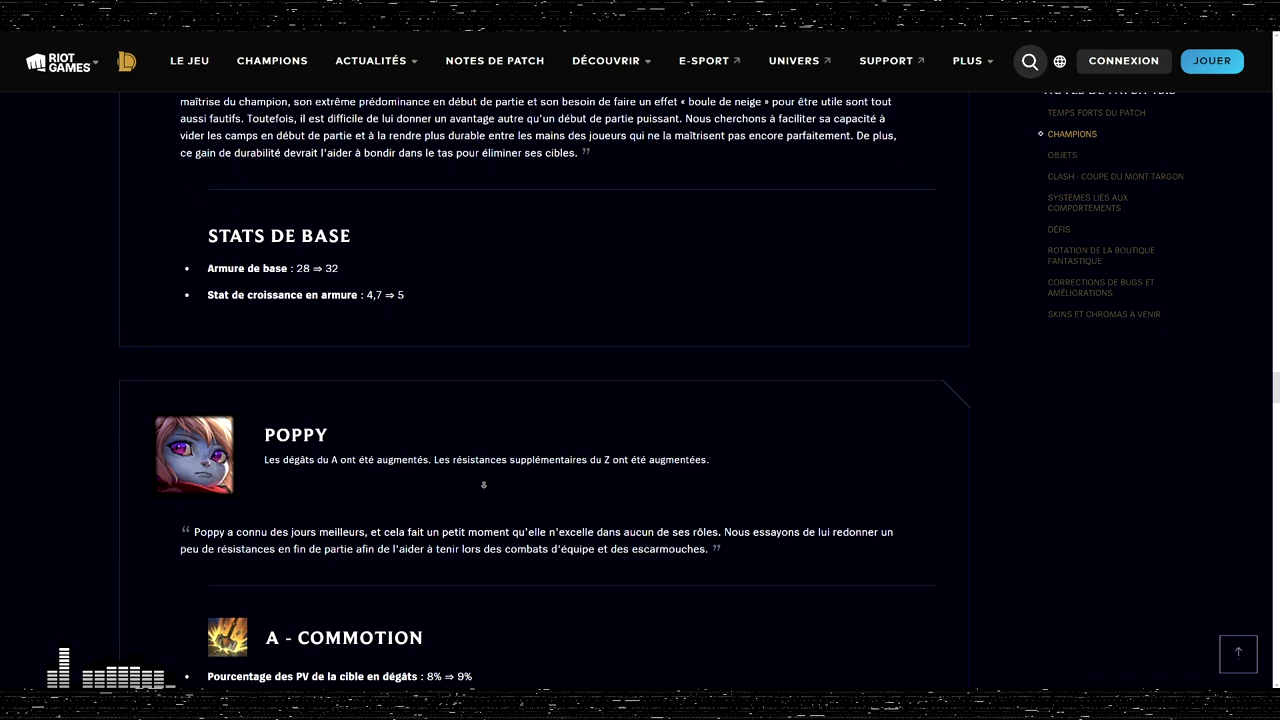 RIOT GAMES
LE JEU CHAMPIONS ACTUALITÉS NOTES DE PATCH DÉCOUVRIR E-SPORT UNIVERS SUPPORT PLUS CONNEXION JOUER
maîtrise du champion, son extrême prédominance en début de partie et son besoin de faire un effet « boule de neige » pour être utile sont tout
aussi fautifs. Toutefois, il est difficile de lui donner un avantage autre qu'un début de partie puissant. Nous cherchons à faciliter sa capacité à
vider les camps en début de partie et à la rendre plus durable entre les mains des joueurs qui ne la maîtrisent pas encore parfaitement. De plus,
ce gain de durabilité devrait l'aider à bondir dans le tas pour éliminer ses cibles. ”
STATS DE BASE
• Armure de base : 28 ⇒ 32
• Stat de croissance en armure : 4,7 ⇒ 5
POPPY
Les dégâts du A ont été augmentés. Les résistances supplémentaires du Z ont été augmentées.
“ Poppy a connu des jours meilleurs, et cela fait un petit moment qu'elle n'excelle dans aucun de ses rôles. Nous essayons de lui redonner un
peu de résistances en fin de partie afin de l'aider à tenir lors des combats d'équipe et des escarmouches. ”
A - COMMOTION
• Pourcentage des PV de la cible en dégâts : 8% ⇒ 9%
TEMPS FORTS DU PATCH
CHAMPIONS
OBJETS
CLASH - COUPE DU MONT TARGON
SYSTÈMES LIÉS AUX
COMPORTEMENTS
DÉFIS
ROTATION DE LA BOUTIQUE
FANTASTIQUE
CORRECTIONS DE BUGS ET
AMÉLIORATIONS
SKINS ET CHROMAS À VENIR